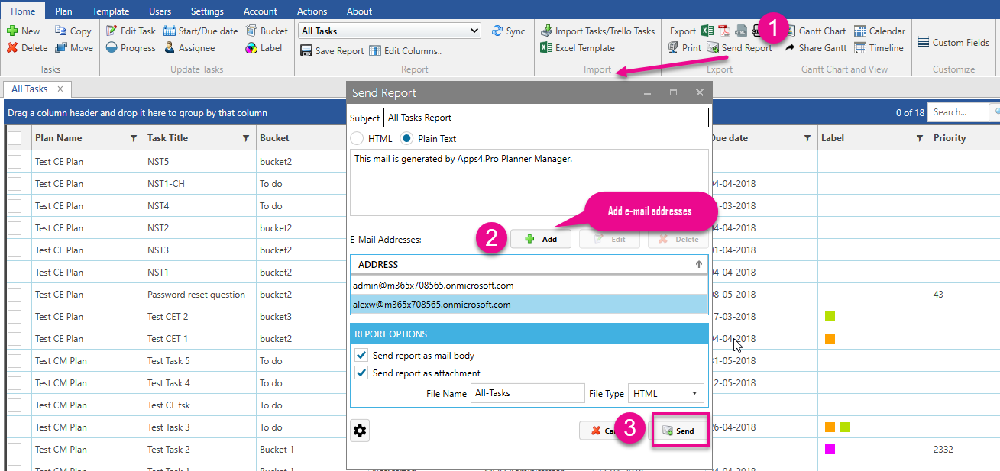 Home Plan Template Users Settings Account Actions About
New Copy Edit Task Start/Due date Bucket All Tasks Sync Import Tasks/Trello Tasks Export 1 Gantt Chart Calendar
Delete Move Progress Assignee Label Save Report Edit Columns.. Excel Template Print Send Report Share Gantt Timeline Custom Fields
Tasks Update Tasks Report Import Export Gantt Chart and View Customize
All Tasks ×
Drag a column header and drop it here to group by that column 0 of 18 Search...
Plan Name Task Title Bucket Due date Label Priority
Test CE Plan NST5 bucket2
Test CE Plan NST1-CH To do 04-04-2018
Test CE Plan NST4 To do -03-2018
Test CE Plan NST2 bucket2 04-04-2018
Test CE Plan NST3 bucket2 01-04-2018
Test CE Plan NST1 bucket2 04-04-2018
Test CE Plan Password reset question bucket2 08-05-2018 43
Test CE Plan Test CET 2 bucket3 7-03-2018
Test CE Plan Test CET 1 bucket2 04-04-2018
Test CM Plan Test Task 5 To do 31-05-2018
Test CM Plan Test Task 4 To do 2-05-2018
Test CM Plan Test CF tsk To do
Test CM Plan Test Task 3 To do 26-04-2018
Test CM Plan Test Task 2 Bucket 1 2332
Test CM Plan Test Task 1 Bucket 1
Send Report
Subject All Tasks Report
HTML Plain Text
This mail is generated by Apps4.Pro Planner Manager.
Add e-mail addresses
E-Mail Addresses: 2 Add Edit Delete
ADDRESS
admin@m365x708565.onmicrosoft.com
alexw@m365x708565.onmicrosoft.com
REPORT OPTIONS
Send report as mail body
Send report as attachment
File Name All-Tasks File Type HTML
Ca 3 Send